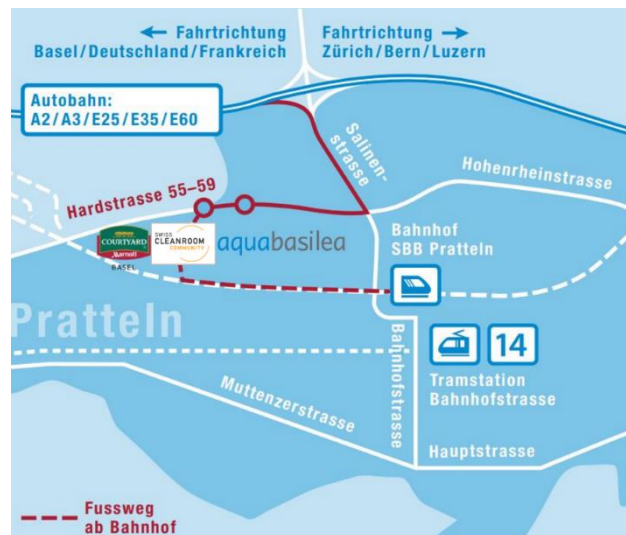 ← Fahrtrichtung
Basel/Deutschland/Frankreich
Fahrtrichtung →
Zürich/Bern/Luzern
Autobahn:
A2/A3/E25/E35/E60
Salinen-
strasse
Hohenrheinstrasse
Hardstrasse 55–59
COURTYARD
Marriott
BASEL
SWISS
CLEANROOM
COMMUNITY
aquabasilea
Bahnhof
SBB Pratteln
Pratteln
Bahnhofstrasse
14
Tramstation
Bahnhofstrasse
Muttenzerstrasse
Hauptstrasse
Fussweg
ab Bahnhof